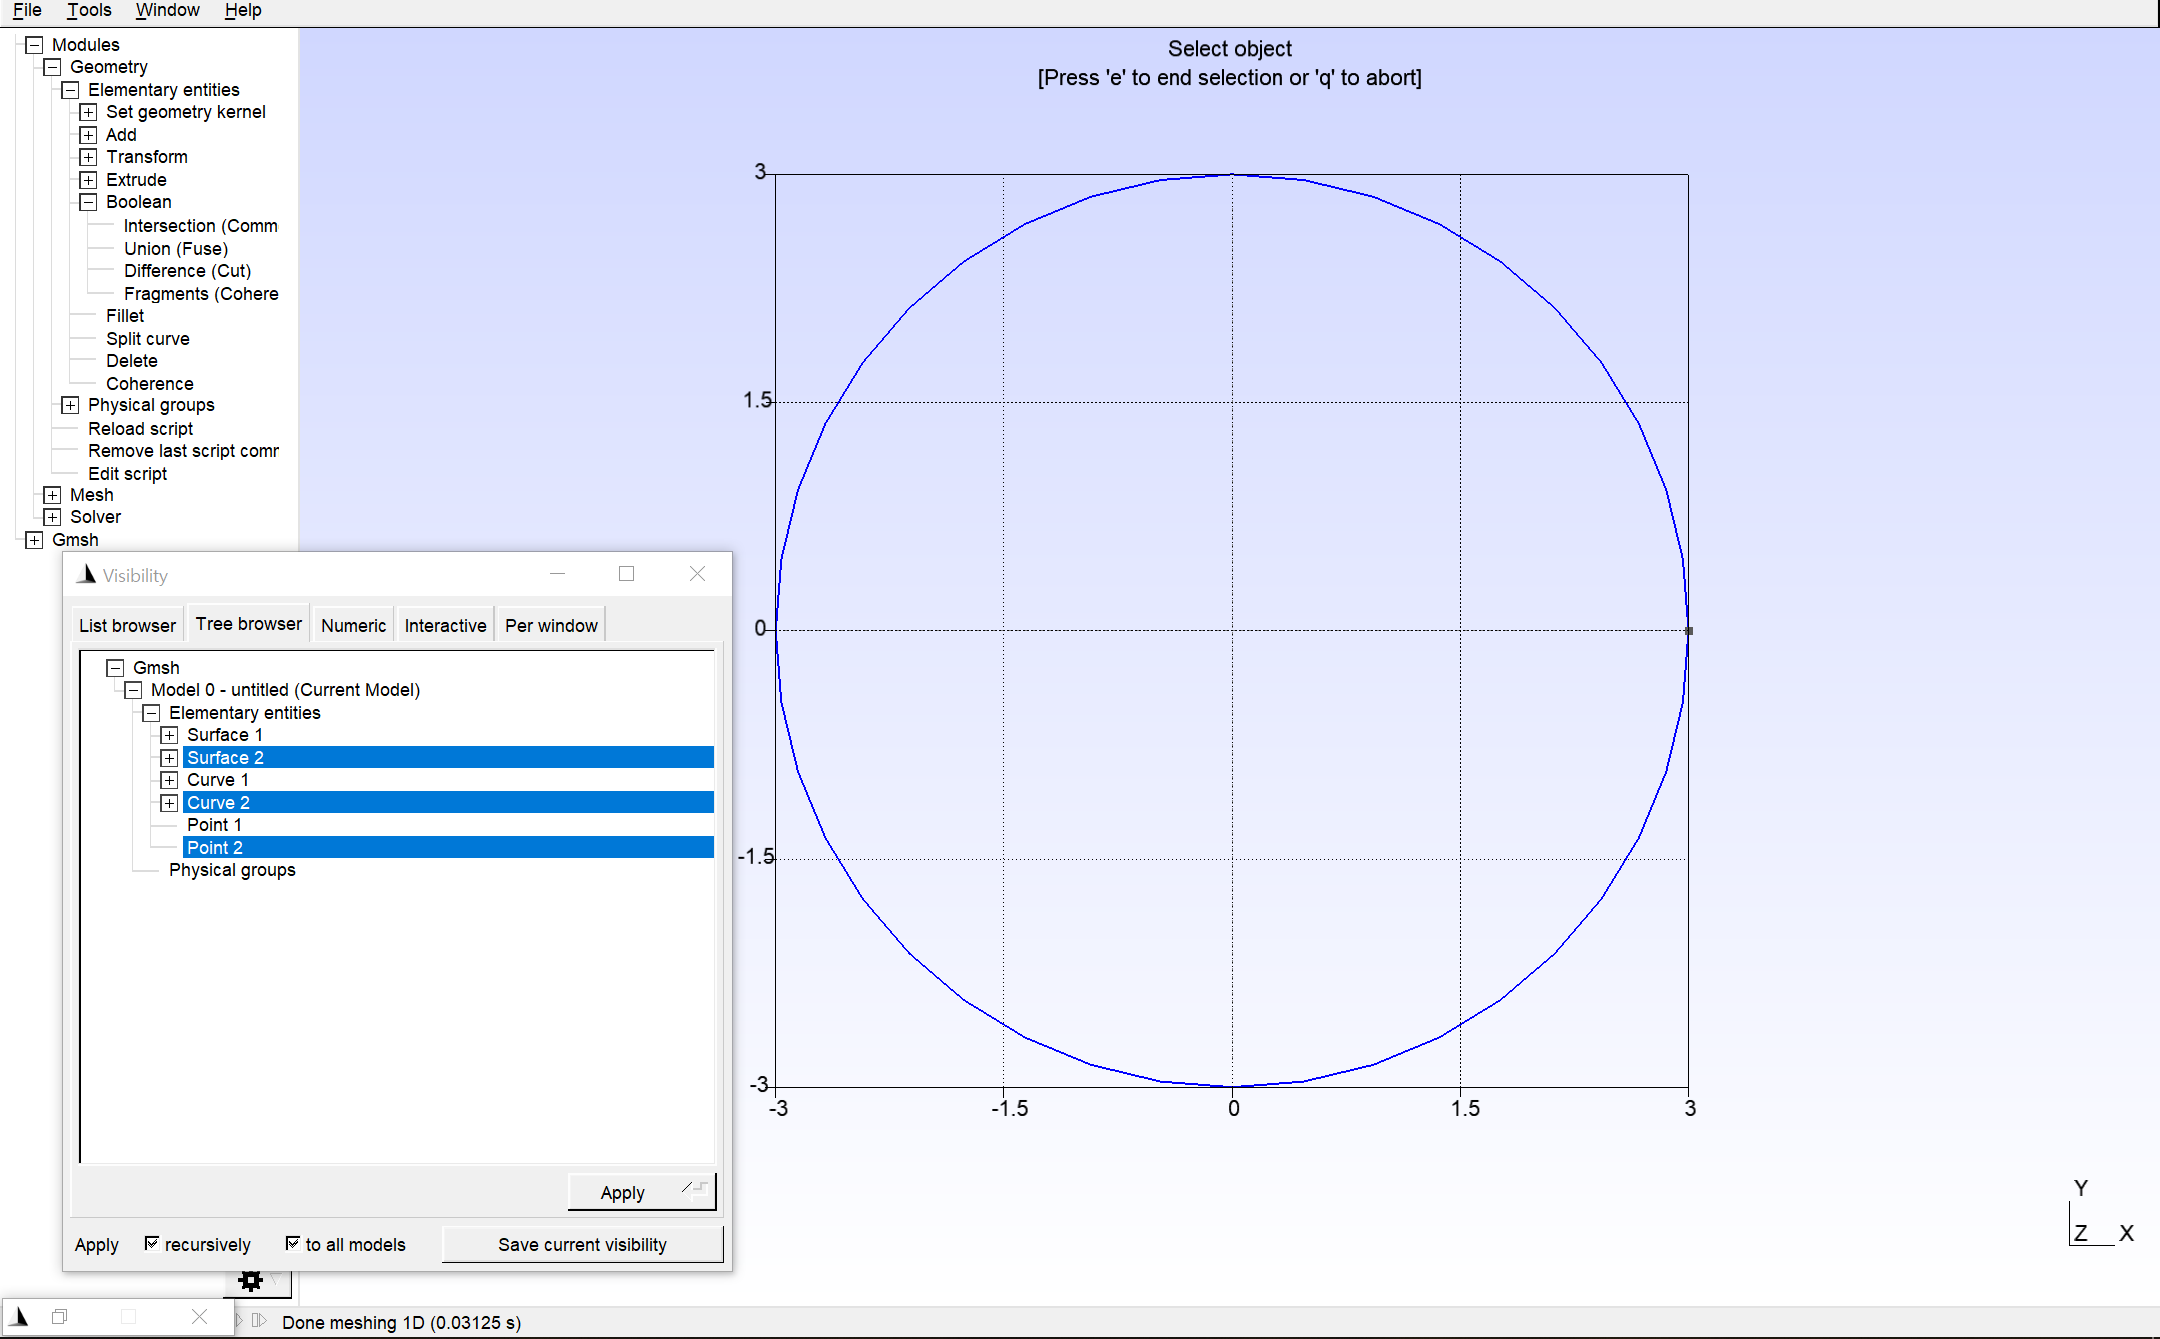 File Tools Window Help
Modules
Geometry
Elementary entities
Set geometry kernel
Add
Transform
Extrude
Boolean
Intersection (Comm
Union (Fuse)
Difference (Cut)
Fragments (Cohere
Fillet
Split curve
Delete
Coherence
Physical groups
Reload script
Remove last script comr
Edit script
Mesh
Solver
Gmsh
Visibility
List browser Tree browser Numeric Interactive Per window
Gmsh
Model 0 - untitled (Current Model)
Elementary entities
Surface 1
Surface 2
Curve 1
Curve 2
Point 1
Point 2
Physical groups
Apply
Apply recursively to all models Save current visibility
Done meshing 1D (0.03125 s)
Select object
[Press 'e' to end selection or 'q' to abort]
3
1.5
0
-1.5
-3
-3 -1.5 0 1.5 3
Y
Z X